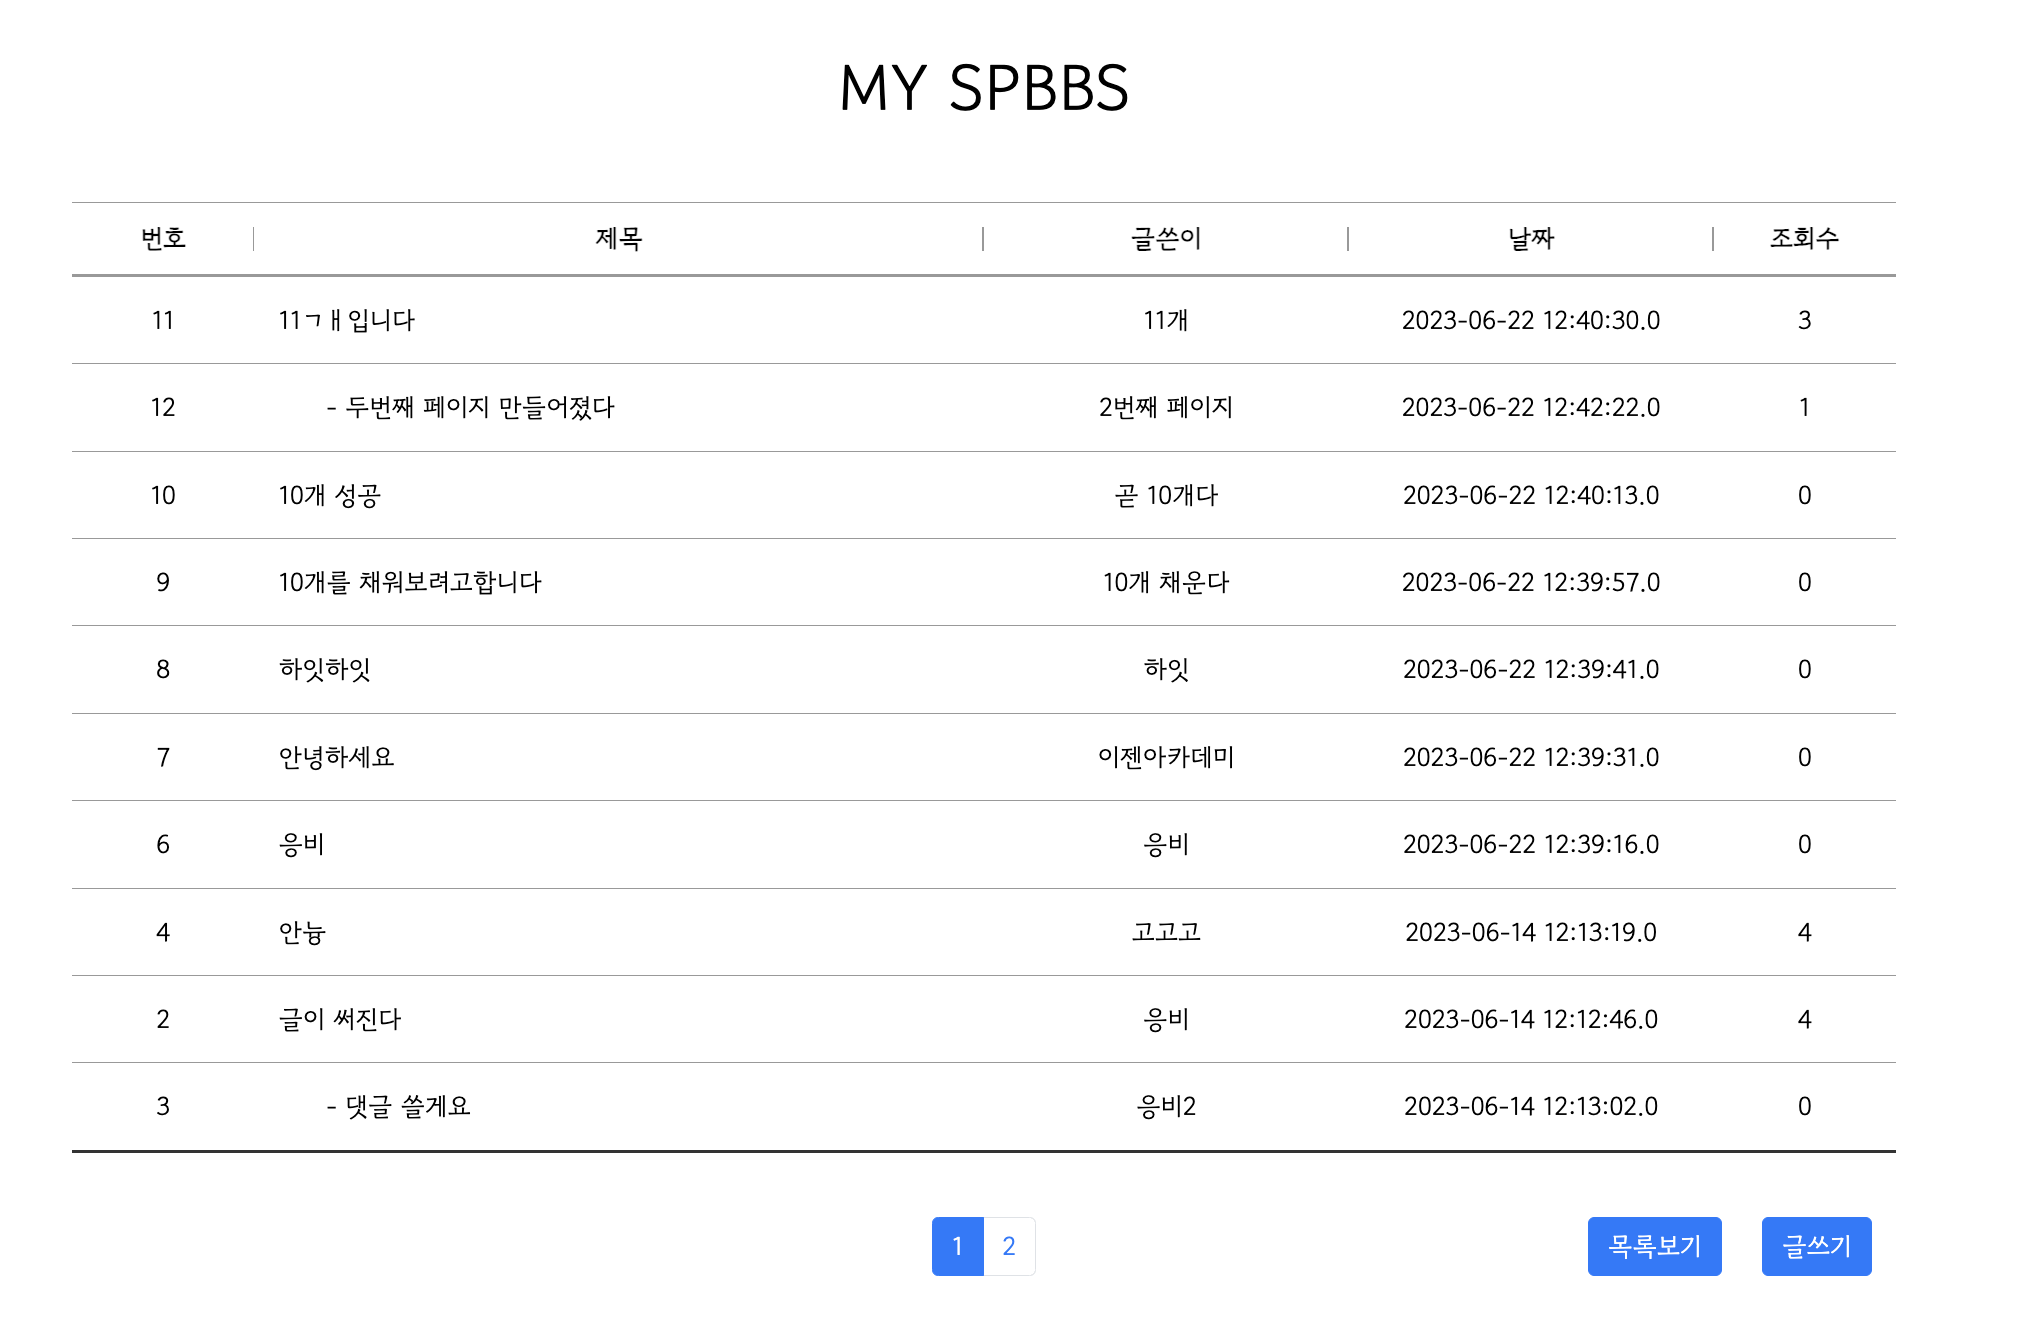 MY SPBBS
번호 제목 글쓴이 날짜 조회수
11 11ㄱㅐ입니다 11개 2023-06-22 12:40:30.0 3
12 - 두번째 페이지 만들어졌다 2번째 페이지 2023-06-22 12:42:22.0 1
10 10개 성공 곧 10개다 2023-06-22 12:40:13.0 0
9 10개를 채워보려고합니다 10개 채운다 2023-06-22 12:39:57.0 0
8 하잇하잇 하잇 2023-06-22 12:39:41.0 0
7 안녕하세요 이젠아카데미 2023-06-22 12:39:31.0 0
6 응비 응비 2023-06-22 12:39:16.0 0
4 안늉 고고고 2023-06-14 12:13:19.0 4
2 글이 써진다 응비 2023-06-14 12:12:46.0 4
3 - 댓글 쓸게요 응비2 2023-06-14 12:13:02.0 0
1 2 목록보기 글쓰기